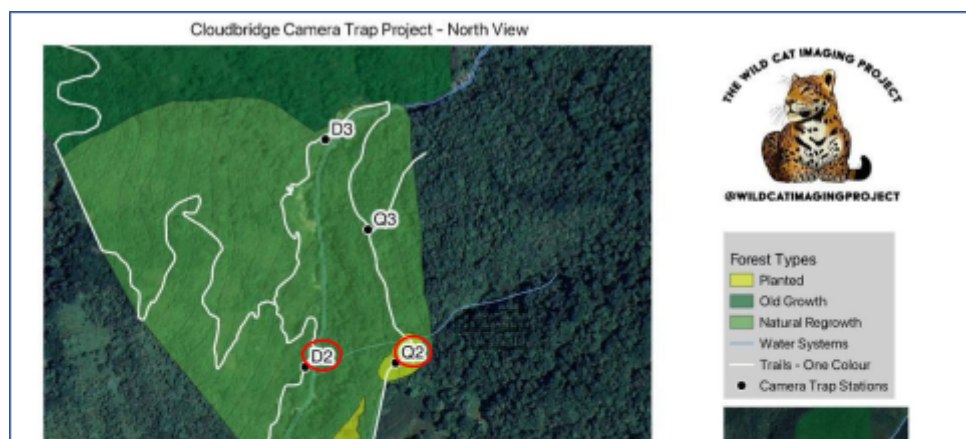 Cloudbridge Camera Trap Project - North View
THE WILD CAT IMAGING PROJECT
@WILDCATIMAGINGPROJECT
D3
Q3
D2
Q2
Forest Types
Planted
Old Growth
Natural Regrowth
Water Systems
Trails - One Colour
Camera Trap Stations